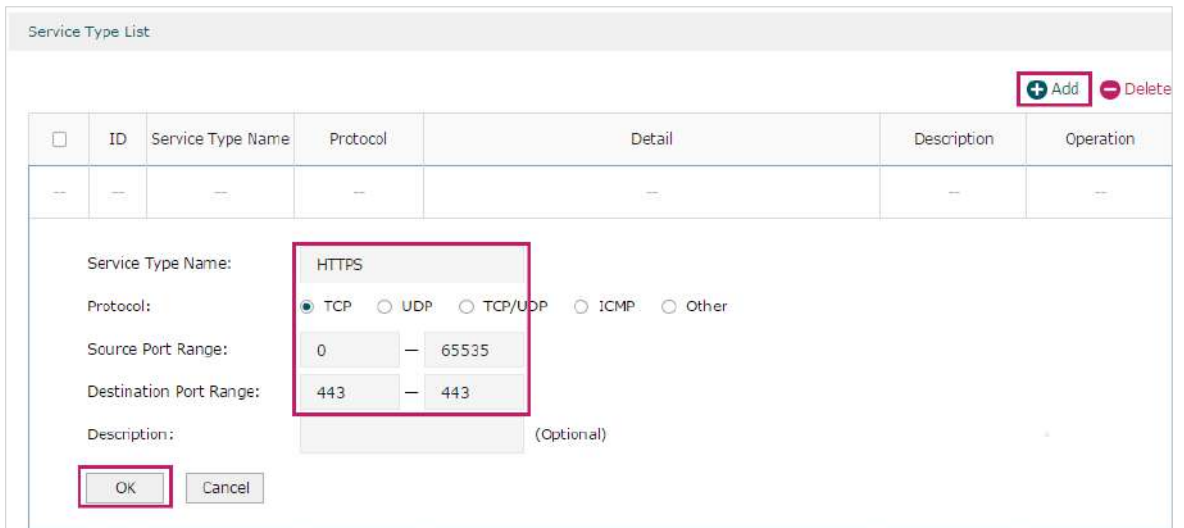 Service Type List
Add Delete
ID Service Type Name Protocol Detail Description Operation
-- -- -- -- -- -- --
Service Type Name: HTTPS
Protocol: TCP UDP TCP/UDP ICMP Other
Source Port Range: 0 — 65535
Destination Port Range: 443 — 443
Description: (Optional)
OK Cancel